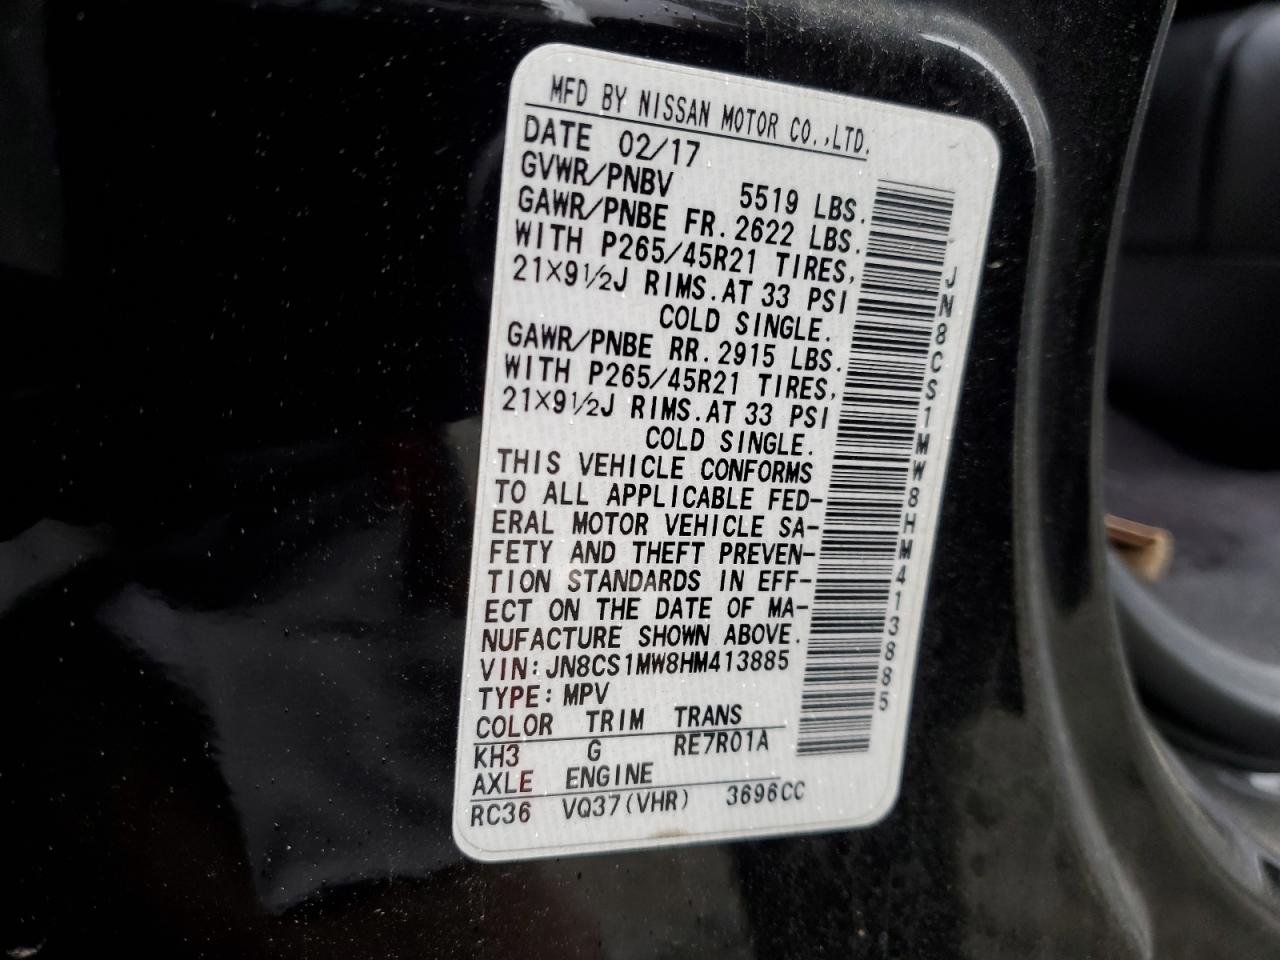 MFD BY NISSAN MOTOR CO.,LTD.
DATE 02/17
GVWR/PNBV 5519 LBS.
GAWR/PNBE FR.2622 LBS.
WITH P265/45R21 TIRES,
21×9½J RIMS.AT 33 PSI
COLD SINGLE.
GAWR/PNBE RR.2915 LBS.
WITH P265/45R21 TIRES,
21×9½J RIMS.AT 33 PSI
COLD SINGLE.
THIS VEHICLE CONFORMS
TO ALL APPLICABLE FED-
ERAL MOTOR VEHICLE SA-
FETY AND THEFT PREVEN-
TION STANDARDS IN EFF-
ECT ON THE DATE OF MA-
NUFACTURE SHOWN ABOVE.
VIN:JN8CS1MW8HM413885
TYPE:MPV
COLOR TRIM TRANS
KH3 G RE7R01A
AXLE ENGINE
RC36 VQ37(VHR) 3696CC
JN8CS1MW8HM413885